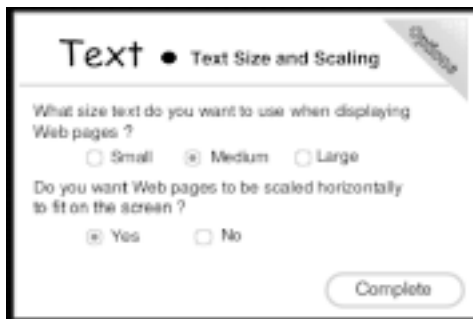 Text • Text Size and Scaling
Options
What size text do you want to use when displaying
Web pages ?
Small Medium Large
Do you want Web pages to be scaled horizontally
to fit on the screen ?
Yes No
Complete